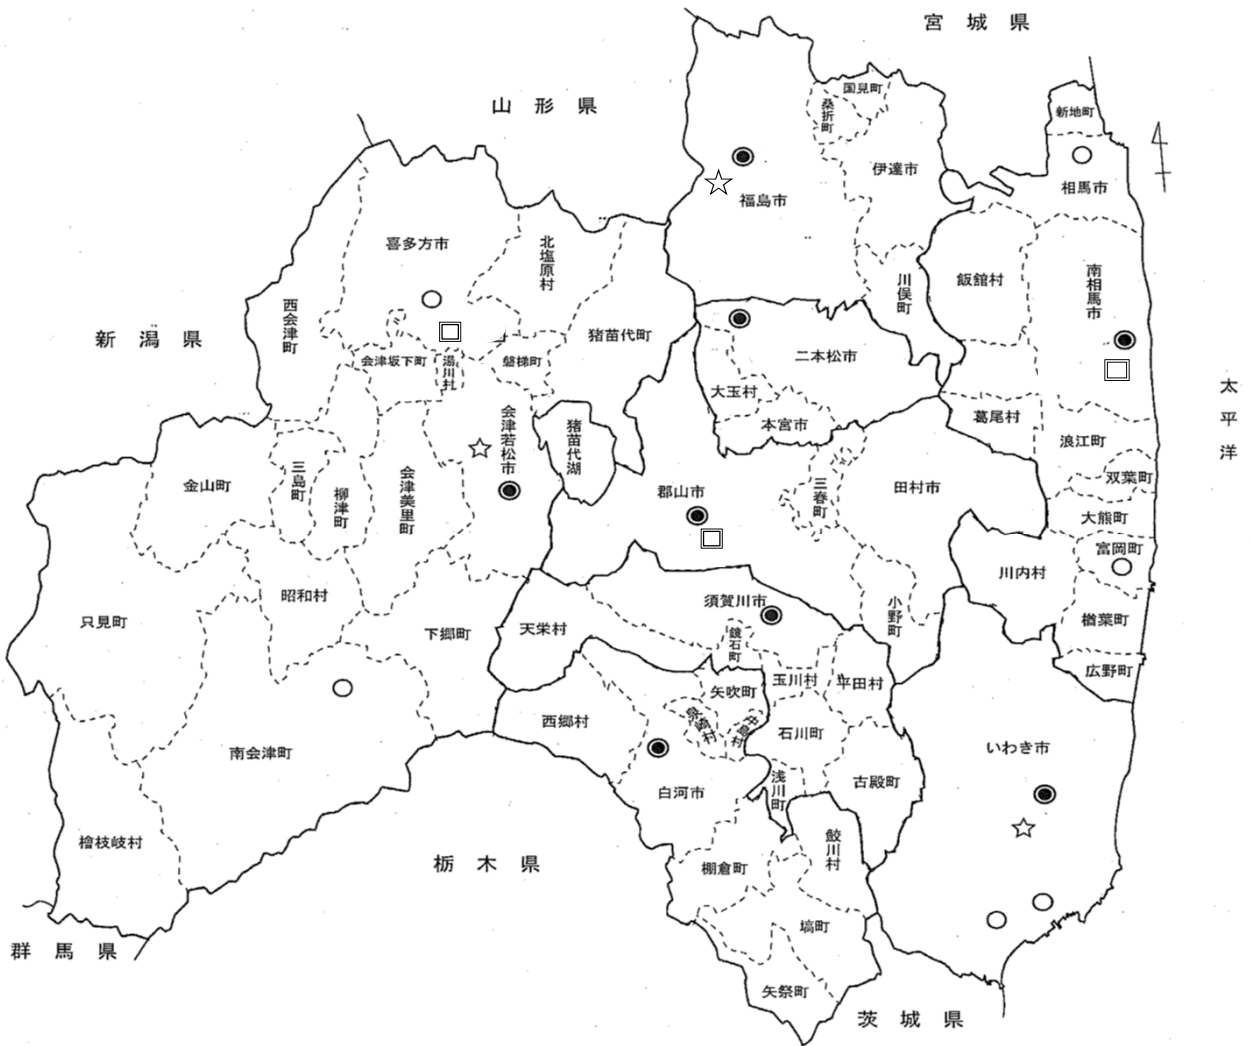 宮城県
山形県
新潟県
群馬県
栃木県
茨城県
太平洋
国見町
桑折町
伊達市
福島市
川俣町
新地町
相馬市
飯舘村
南相馬市
葛尾村
浪江町
双葉町
大熊町
富岡町
川内村
楢葉町
広野町
いわき市
喜多方市
北塩原村
西会津町
会津坂下町
湯川村
磐梯町
猪苗代町
猪苗代湖
会津若松市
会津美里町
柳津町
三島町
金山町
昭和村
只見町
下郷町
南会津町
檜枝岐村
二本松市
大玉村
本宮市
郡山市
三春町
田村市
小野町
須賀川市
鏡石町
天栄村
玉川村
平田村
石川町
浅川町
古殿町
西郷村
矢吹町
泉崎村
中島村
白河市
棚倉町
鮫川村
塙町
矢祭町